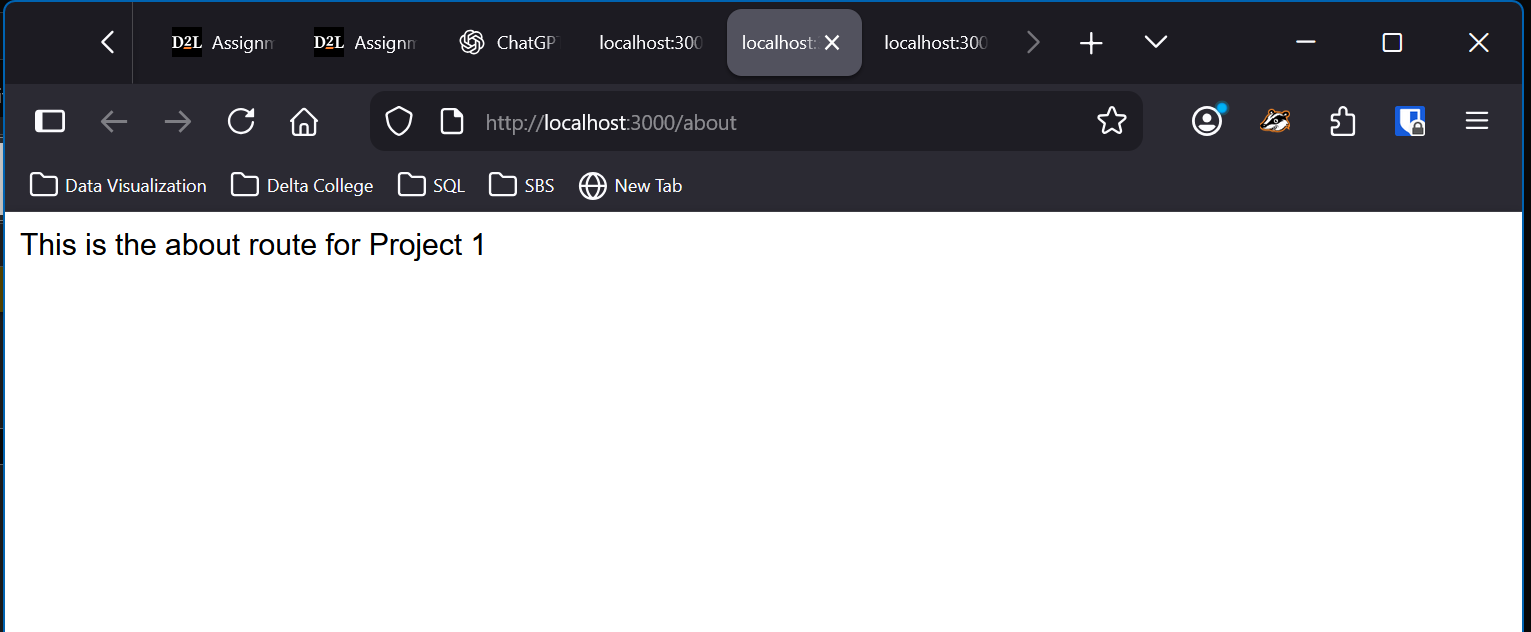 D2L Assignm
D2L Assignm
ChatGPT
localhost:300
localhost:
localhost:300
http://localhost:3000/about
Data Visualization
Delta College
SQL
SBS
New Tab
This is the about route for Project 1